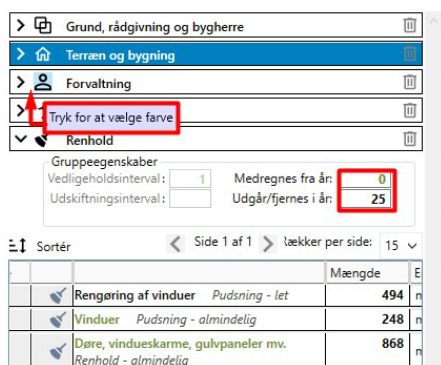 Grund, rådgivning og bygherre
Terræn og bygning
Forvaltning
Tryk for at vælge farve
Renhold
Gruppeegenskaber
Vedligeholdsinterval: 1 Medregnes fra år: 0
Udskiftningsinterval: Udgår/fjernes i år: 25
Sortér Side 1 af 1 rækker per side: 15
Mængde E
Rengøring af vinduer Pudsning - let 494
Vinduer Pudsning - almindelig 248
Døre, vindueskarme, gulvpaneler mv. 868
Renhold - almindelig